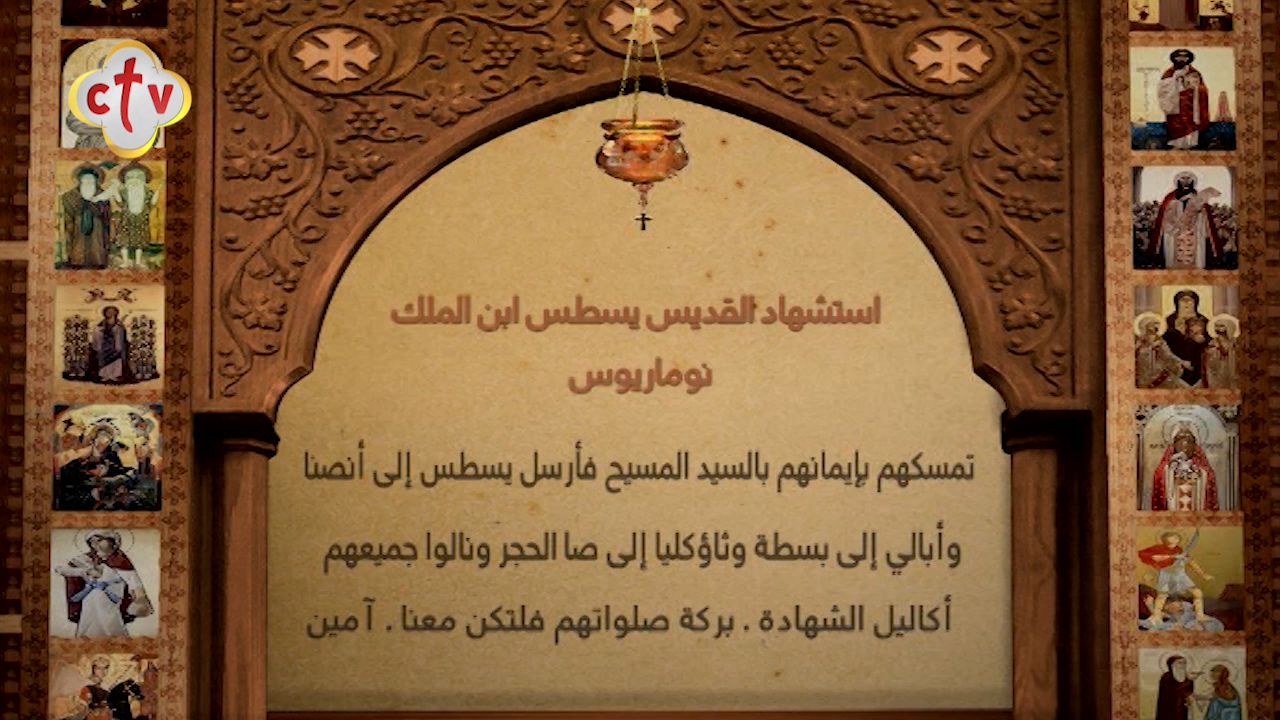 ctv
استشهاد القديس يسطس ابن الملك
نوماريوس
تمسكهم بإيمانهم بالسيد المسيح فأرسل يسطس إلى أنصنا
وأبالي إلى بسطة وثاؤكليا إلى صا الحجر ونالوا جميعهم
أكاليل الشهادة . بركة صلواتهم فلتكن معنا . آمين